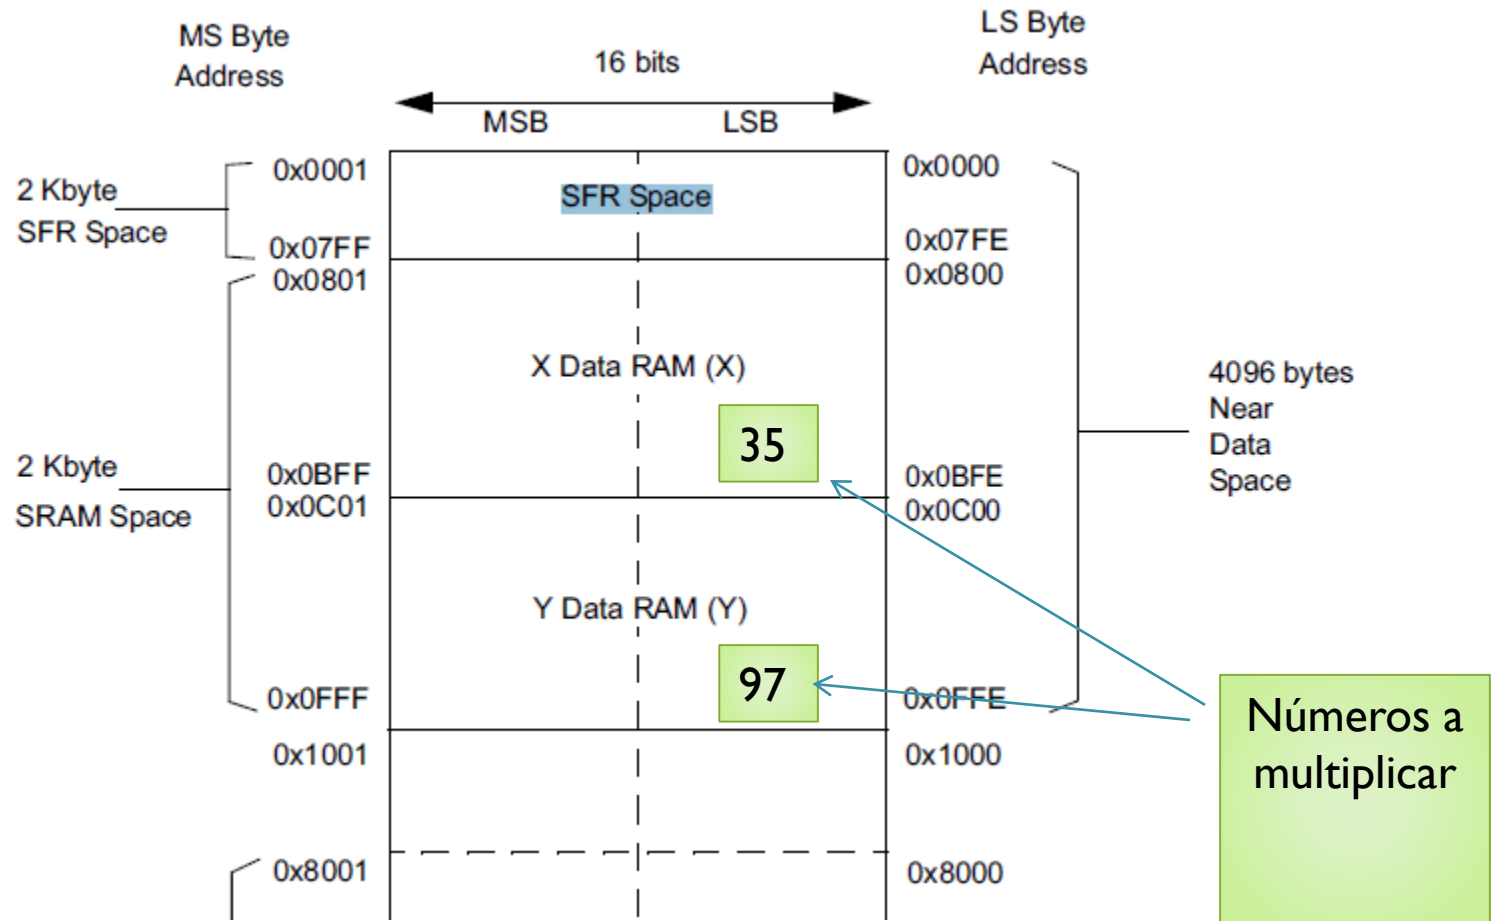 MS Byte
Address
16 bits
LS Byte
Address
MSB
LSB
2 Kbyte
SFR Space
0x0001
SFR Space
0x0000
0x07FF
0x07FE
0x0801
0x0800
X Data RAM (X)
35
4096 bytes
Near
Data
Space
2 Kbyte
SRAM Space
0x0BFF
0x0BFE
0x0C01
0x0C00
Y Data RAM (Y)
97
0x0FFF
0x0FFE
Números a
multiplicar
0x1001
0x1000
0x8001
0x8000